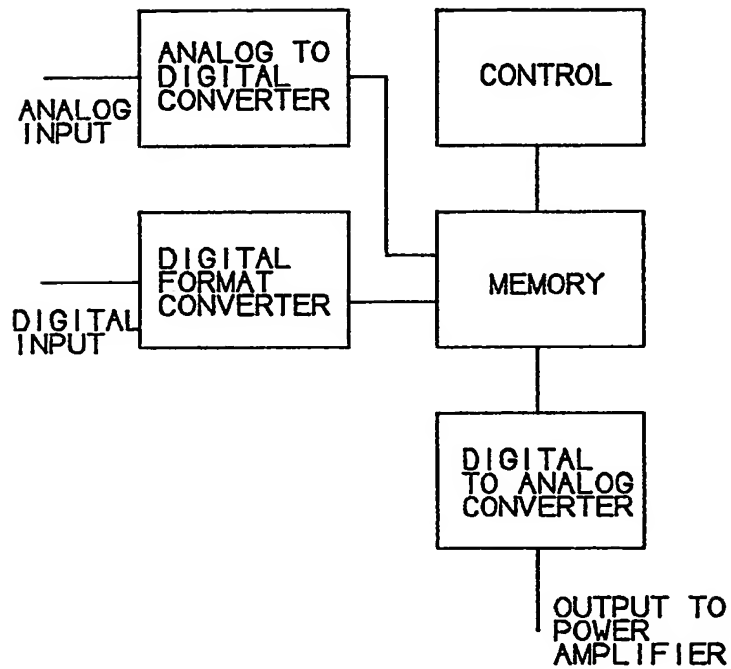 ANALOG TO
DIGITAL
CONVERTER
CONTROL
ANALOG
INPUT
DIGITAL
FORMAT
CONVERTER
MEMORY
DIGITAL
INPUT
DIGITAL
TO ANALOG
CONVERTER
OUTPUT TO
POWER
AMPLIFIER